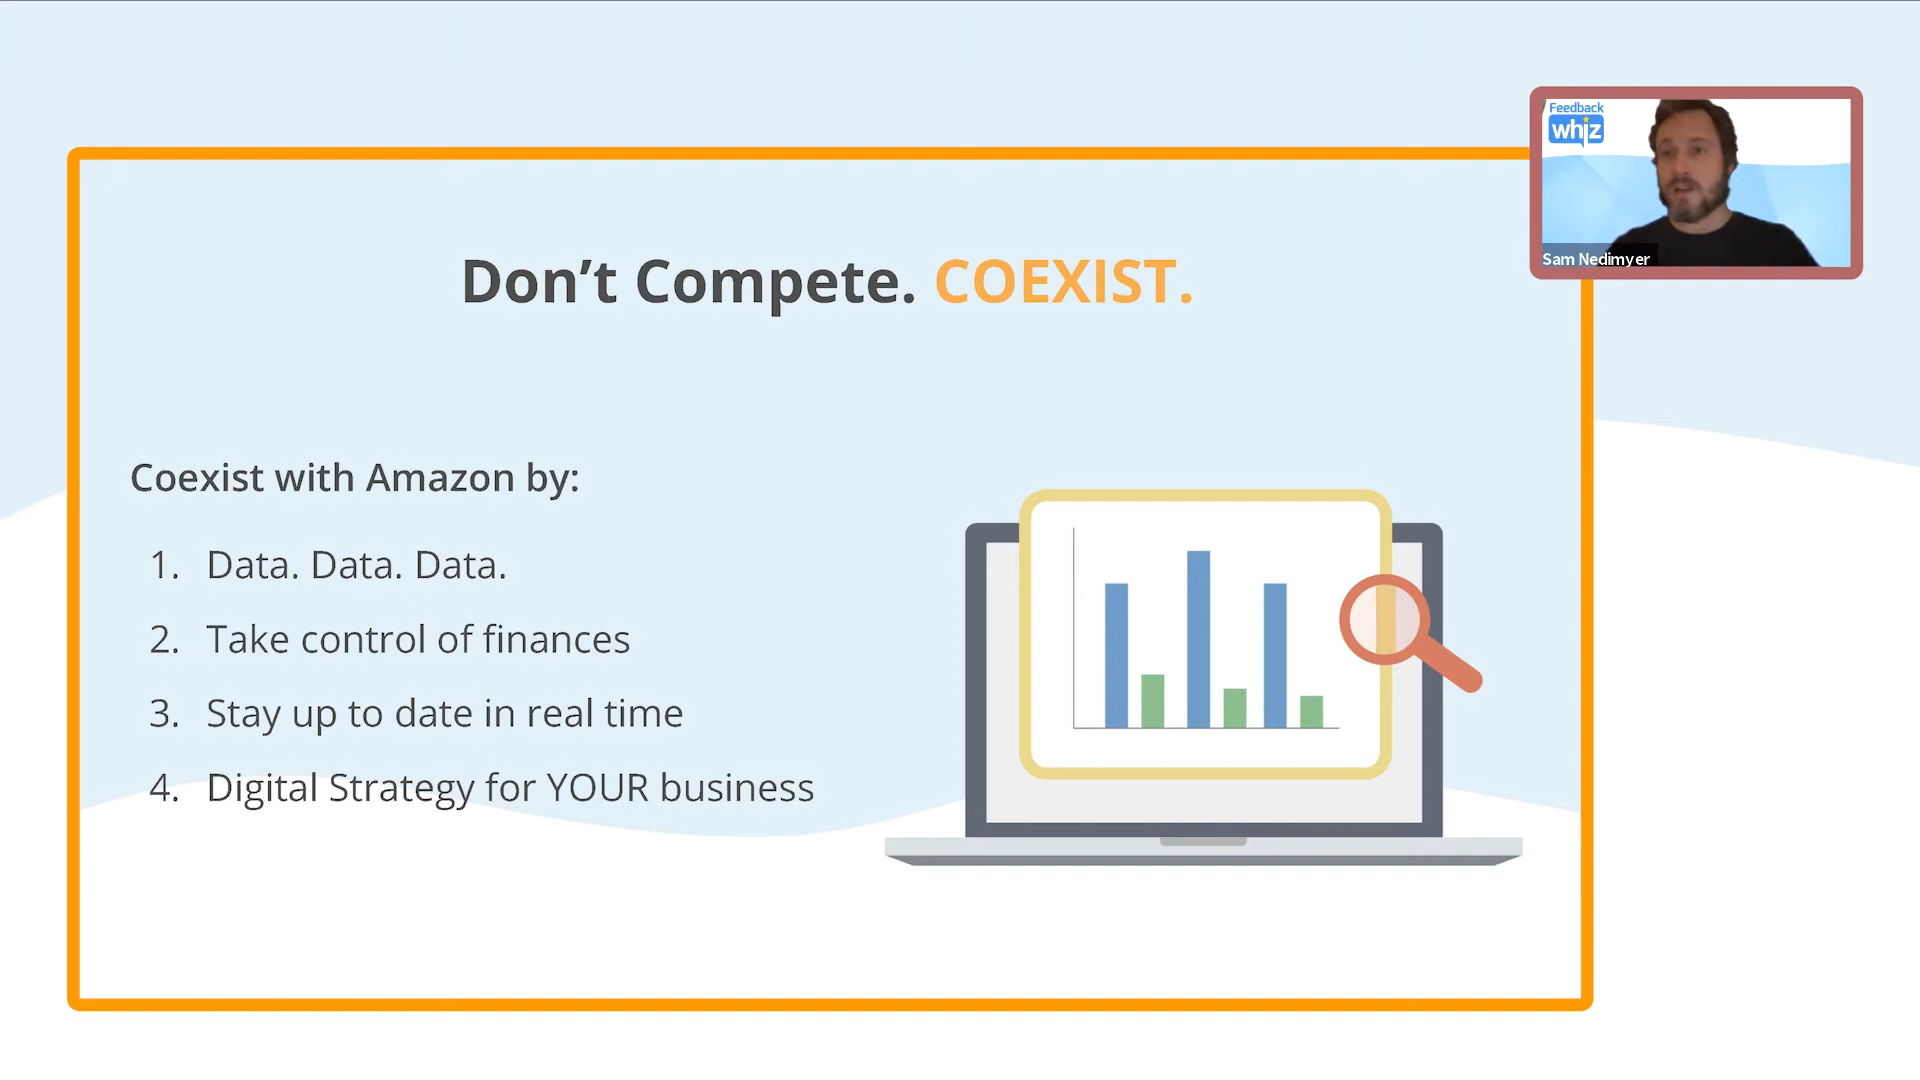 Feedback
whiz
Sam Nedimyer
Don’t Compete. COEXIST.
Coexist with Amazon by:
1. Data. Data. Data.
2. Take control of finances
3. Stay up to date in real time
4. Digital Strategy for YOUR business